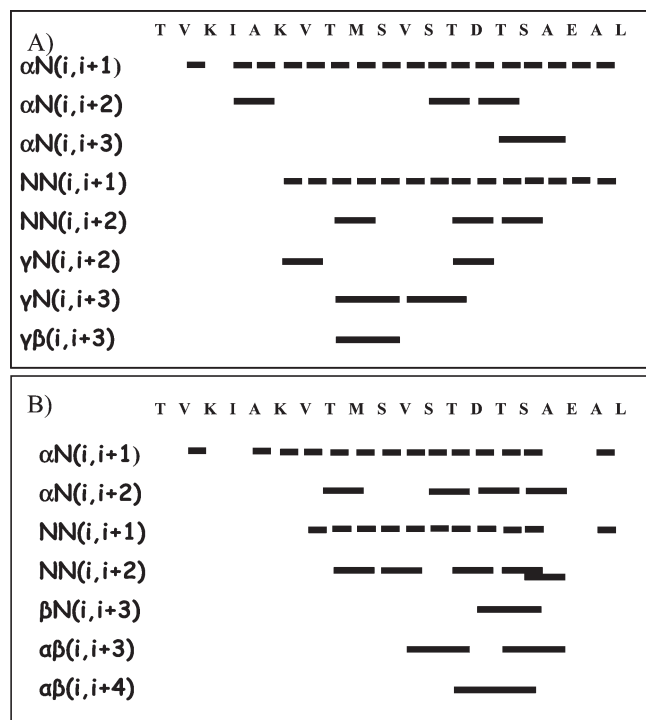 T V K I A K V T M S V S T D T S A E A L
A)
αN(i,i+1)
αN(i,i+2)
αN(i,i+3)
NN(i,i+1)
NN(i,i+2)
γN(i,i+2)
γN(i,i+3)
γβ(i,i+3)
B)
T V K I A K V T M S V S T D T S A E A L
αN(i,i+1)
αN(i,i+2)
NN(i,i+1)
NN(i,i+2)
βN(i,i+3)
αβ(i,i+3)
αβ(i,i+4)